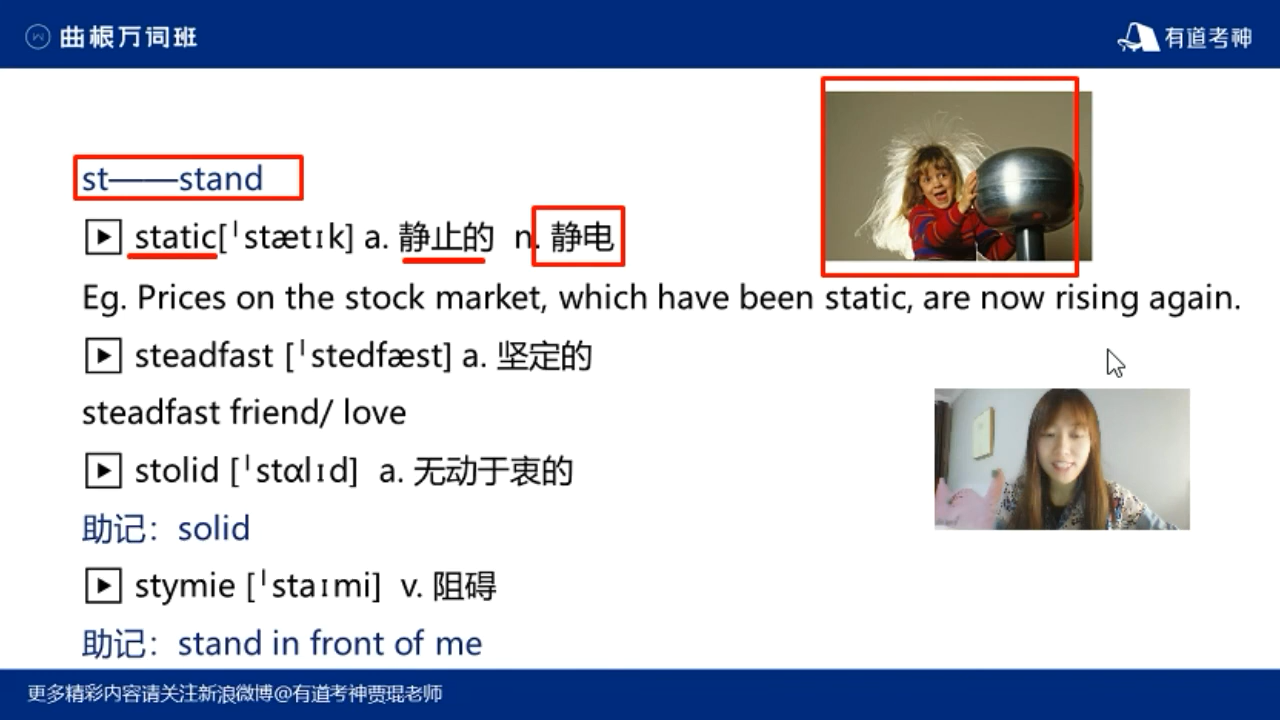 曲根万词班
有道考神
st——stand
static[ˈstætɪk] a. 静止的 n. 静电
Eg. Prices on the stock market, which have been static, are now rising again.
steadfast [ˈstedfæst] a. 坚定的
steadfast friend/ love
stolid [ˈstɑlɪd] a. 无动于衷的
助记：solid
stymie [ˈstaɪmi] v. 阻碍
助记：stand in front of me
更多精彩内容请关注新浪微博@有道考神贾琨老师